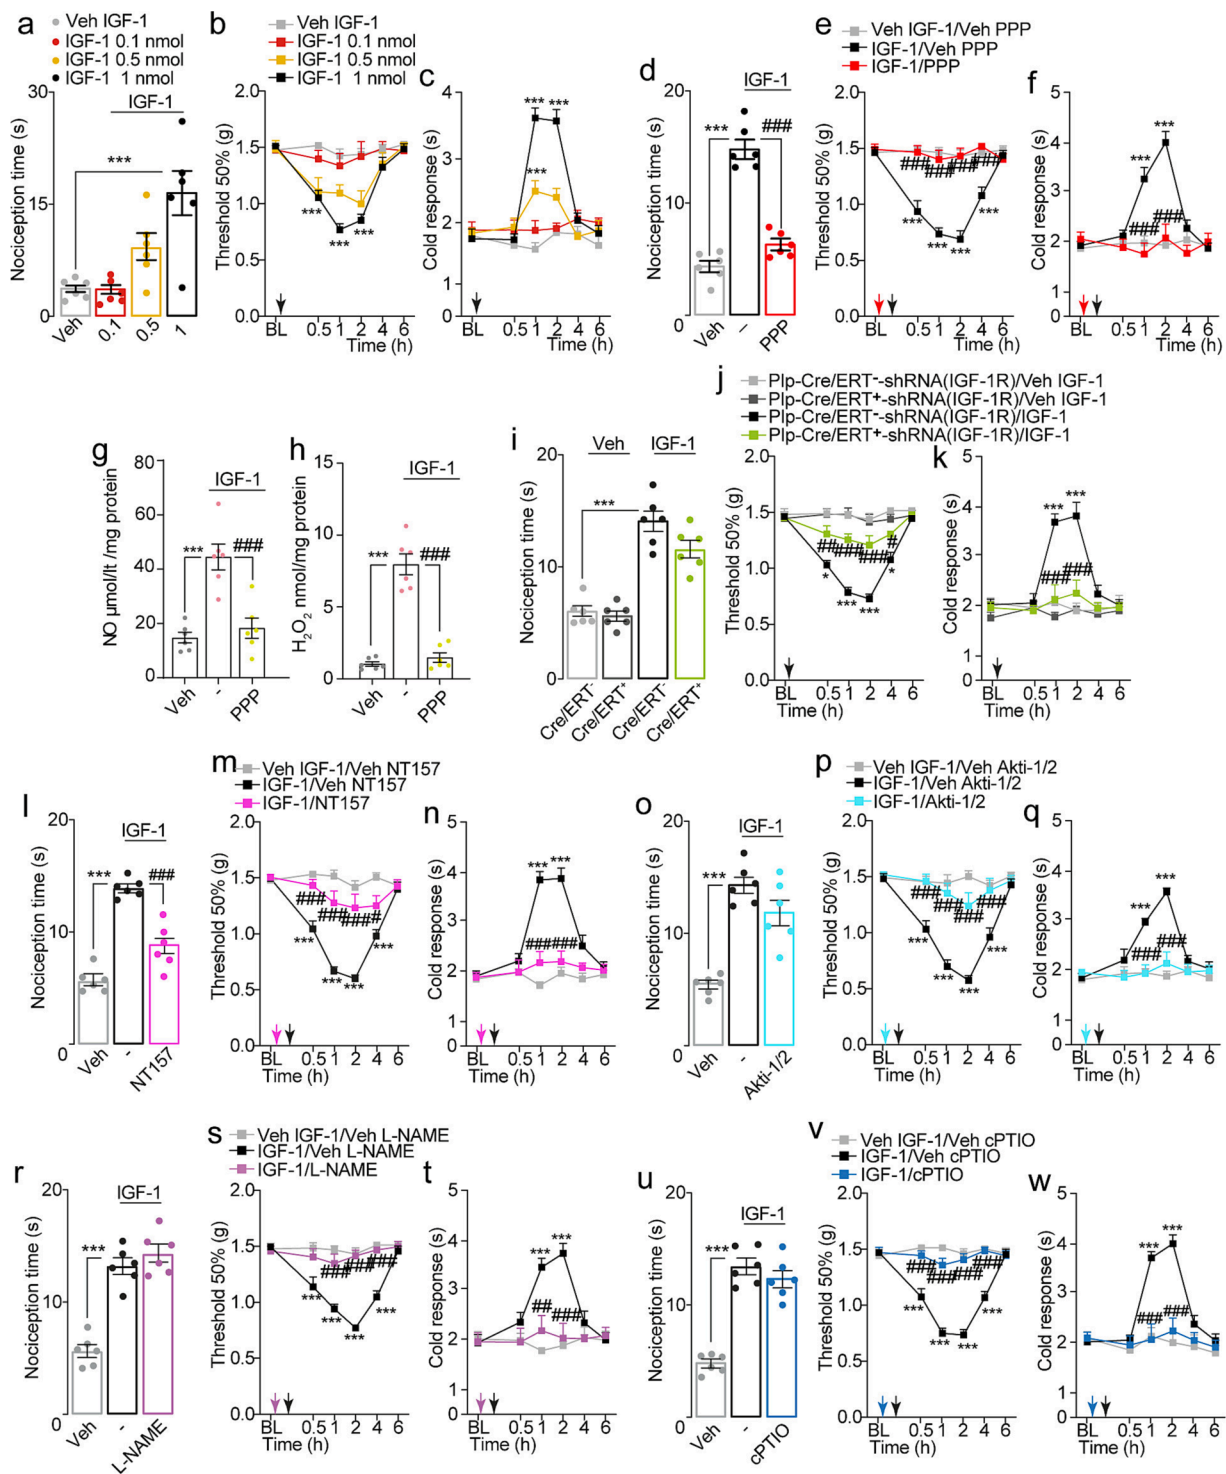 a
Veh IGF-1
IGF-1 0.1 nmol
IGF-1 0.5 nmol
IGF-1 1 nmol
IGF-1
***
Nociception time (s)
30
15
0
Veh
0.1
0.5
1
b
Veh IGF-1
IGF-1 0.1 nmol
IGF-1 0.5 nmol
IGF-1 1 nmol
Threshold 50% (g)
2.0
1.5
1.0
0.5
0.0
***
***
***
BL
0.5 1 2 4 6
Time (h)
c
Cold response (s)
4
3
2
1
0
***
***
***
BL
0.5 1 2 4 6
Time (h)
d
IGF-1
***
###
Nociception time (s)
20
10
0
Veh
-
PPP
e
Veh IGF-1/Veh PPP
IGF-1/Veh PPP
IGF-1/PPP
Threshold 50% (g)
2.0
1.5
1.0
0.5
0.0
### ### ### ###
***
***
***
***
BL
0.5 1 2 4 6
Time (h)
f
Cold response (s)
5
4
3
2
1
0
***
***
###
###
BL
0.5 1 2 4 6
Time (h)
g
IGF-1
***
###
NO µmol/lt /mg protein
80
60
40
20
0
Veh
-
PPP
h
IGF-1
***
###
H2O2 nmol/mg protein
15
10
5
0
Veh
-
PPP
i
Veh
IGF-1
***
Nociception time (s)
20
10
0
Cre/ERT-
Cre/ERT+
Cre/ERT-
Cre/ERT+
j
Plp-Cre/ERT--shRNA(IGF-1R)/Veh IGF-1
Plp-Cre/ERT+-shRNA(IGF-1R)/Veh IGF-1
Plp-Cre/ERT--shRNA(IGF-1R)/IGF-1
Plp-Cre/ERT+-shRNA(IGF-1R)/IGF-1
Threshold 50% (g)
2.0
1.5
1.0
0.5
0.0
## ### ### #
*
***
***
*
BL
0.5 1 2 4 6
Time (h)
k
Cold response (s)
5
4
3
2
1
0
***
***
###
###
BL
0.5 1 2 4 6
Time (h)
l
IGF-1
***
###
Nociception time (s)
20
10
0
Veh
-
NT157
m
Veh IGF-1/Veh NT157
IGF-1/Veh NT157
IGF-1/NT157
Threshold 50% (g)
2.0
1.5
1.0
0.5
0.0
### ### ### #
***
***
***
***
BL
0.5 1 2 4 6
Time (h)
n
Cold response (s)
5
4
3
2
1
0
***
***
### ###
BL
0.5 1 2 4 6
Time (h)
o
IGF-1
***
Nociception time (s)
20
10
0
Veh
-
Akti-1/2
p
Veh IGF-1/Veh Akti-1/2
IGF-1/Veh Akti-1/2
IGF-1/Akti-1/2
Threshold 50% (g)
2.0
1.5
1.0
0.5
0.0
### ### ### ###
***
***
***
***
BL
0.5 1 2 4 6
Time (h)
q
Cold response (s)
5
4
3
2
1
0
***
***
###
###
BL
0.5 1 2 4 6
Time (h)
r
IGF-1
***
Nociception time (s)
20
10
0
Veh
-
L-NAME
s
Veh IGF-1/Veh L-NAME
IGF-1/Veh L-NAME
IGF-1/L-NAME
Threshold 50% (g)
2.0
1.5
1.0
0.5
0.0
### ### ###
***
***
***
***
BL
0.5 1 2 4 6
Time (h)
t
Cold response (s)
5
4
3
2
1
0
***
***
##
###
BL
0.5 1 2 4 6
Time (h)
u
IGF-1
***
Nociception time (s)
20
10
0
Veh
-
cPTIO
v
Veh IGF-1/Veh cPTIO
IGF-1/Veh cPTIO
IGF-1/cPTIO
Threshold 50% (g)
2.0
1.5
1.0
0.5
0.0
### ### ### ###
***
***
***
***
BL
0.5 1 2 4 6
Time (h)
w
Cold response (s)
5
4
3
2
1
0
***
***
###
###
BL
0.5 1 2 4 6
Time (h)